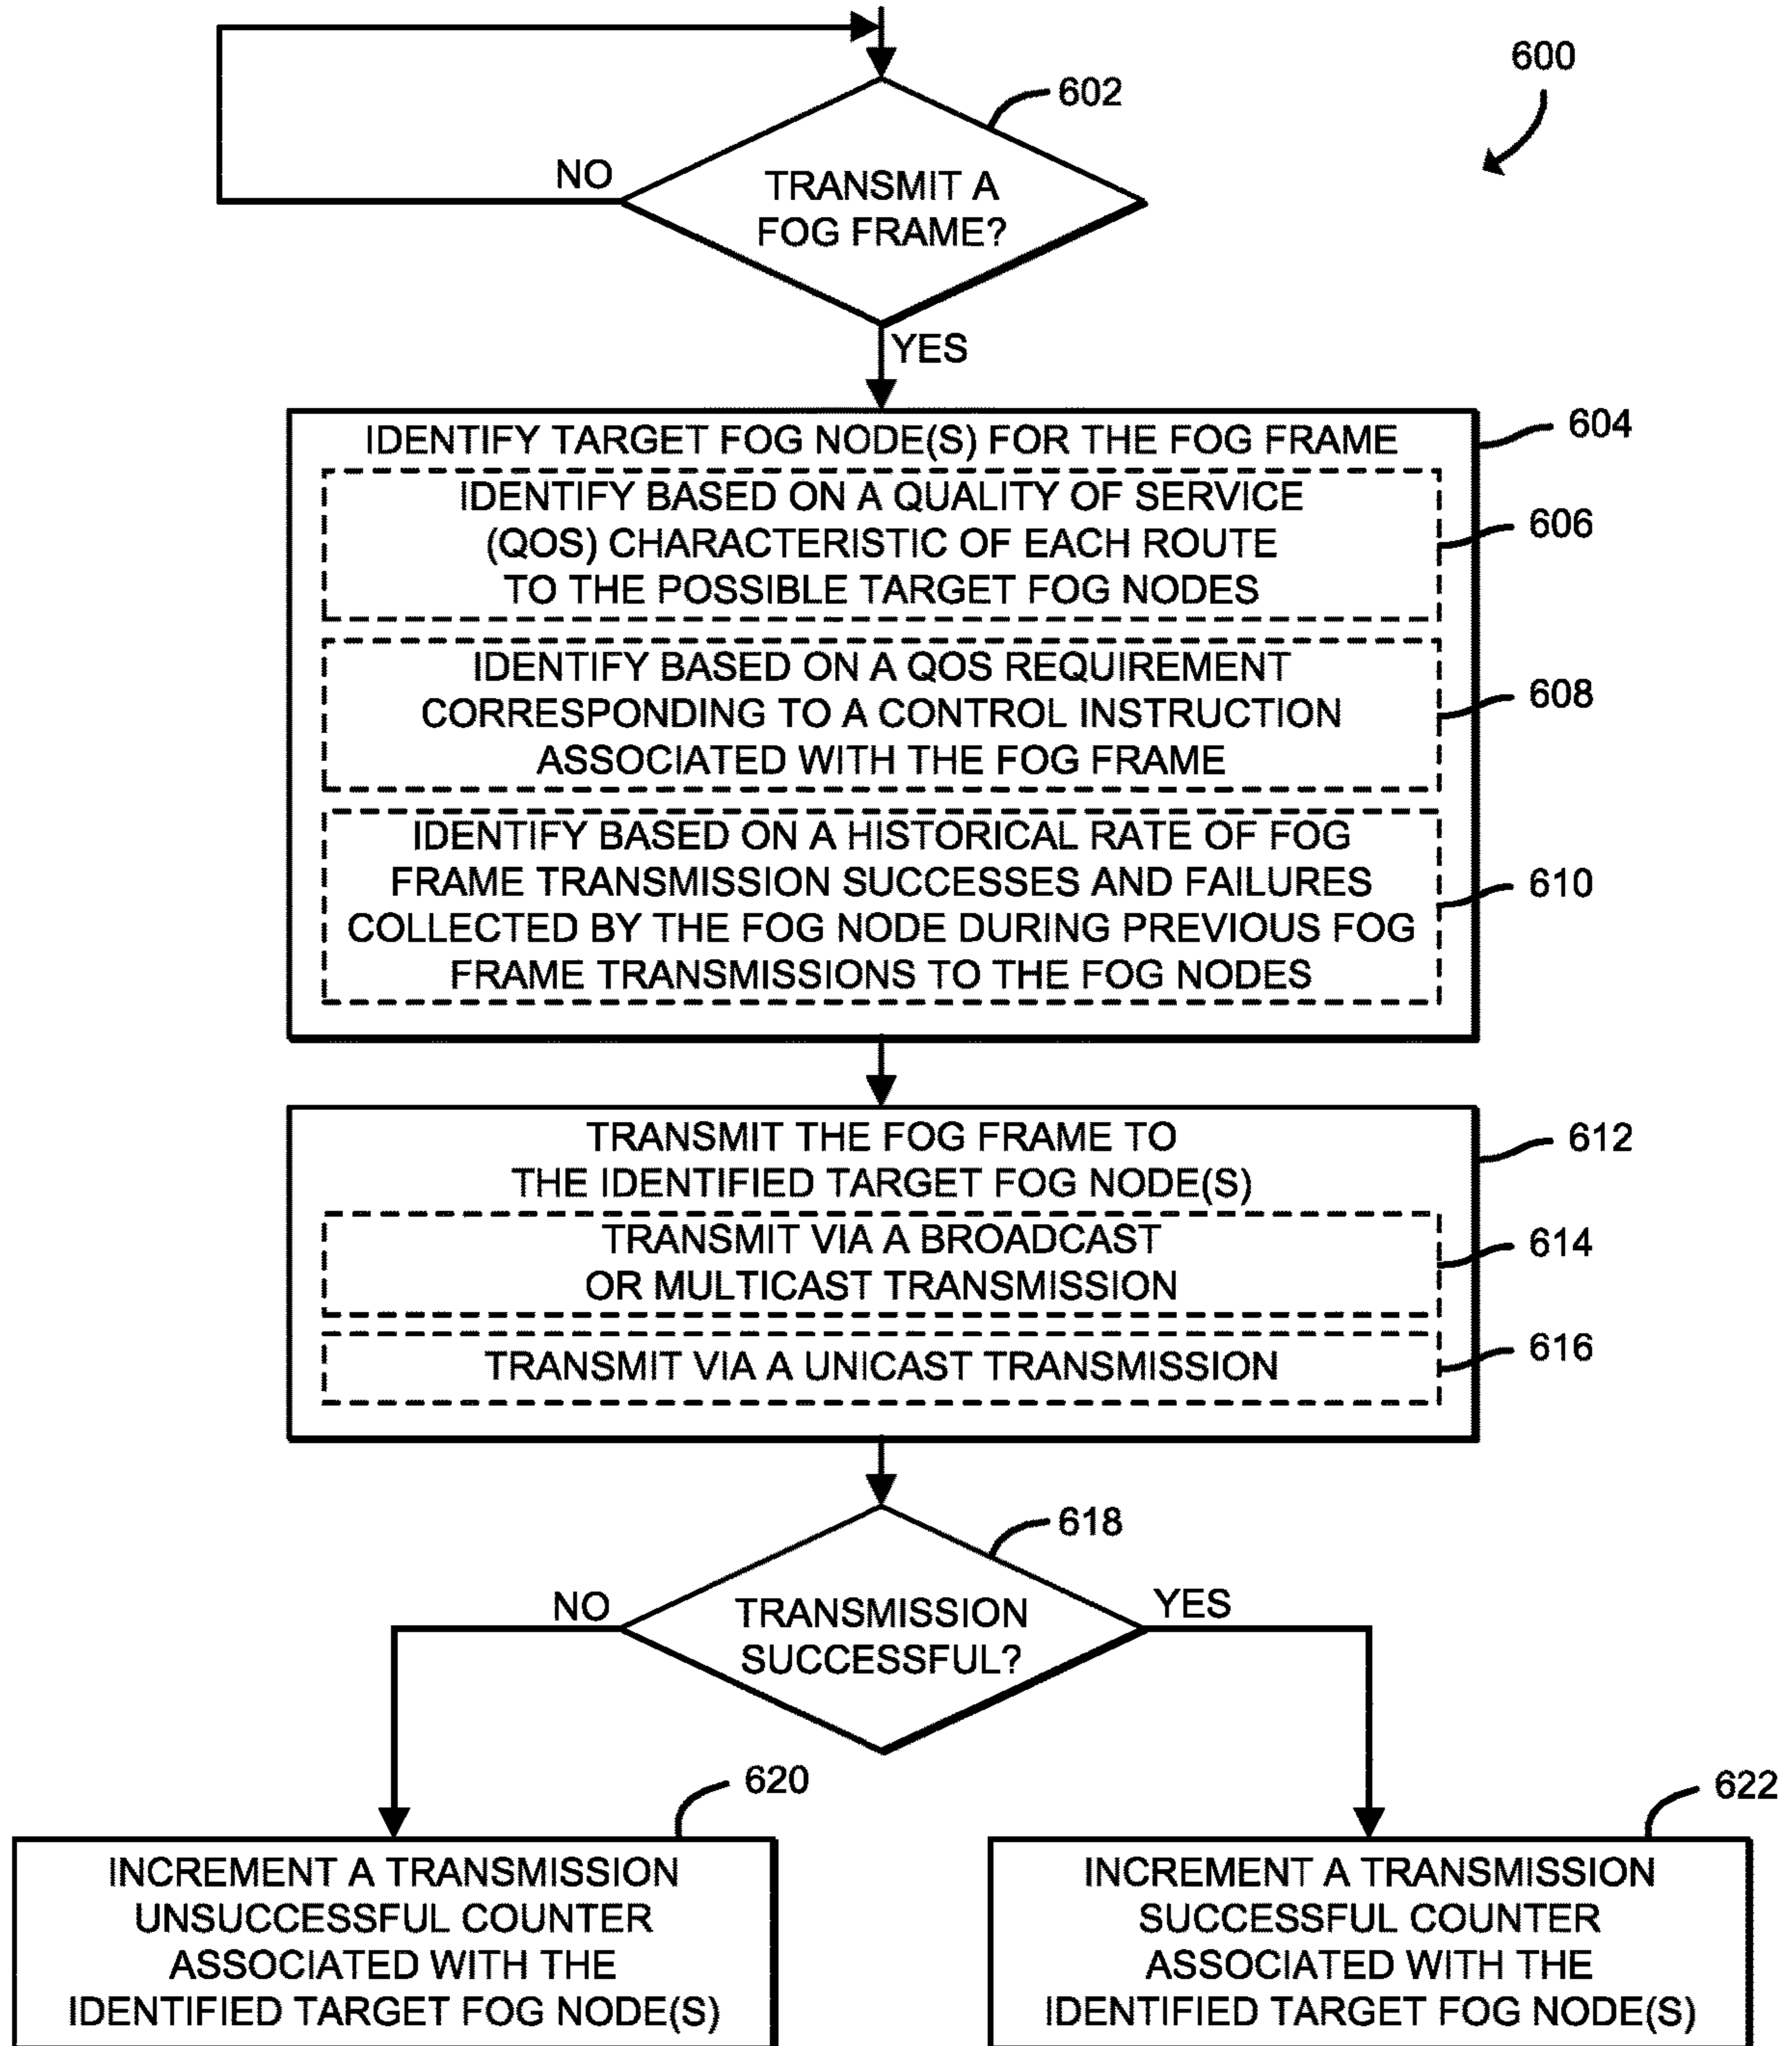 600
602
NO
TRANSMIT A
FOG FRAME?
YES
604
IDENTIFY TARGET FOG NODE(S) FOR THE FOG FRAME
IDENTIFY BASED ON A QUALITY OF SERVICE
(QOS) CHARACTERISTIC OF EACH ROUTE
TO THE POSSIBLE TARGET FOG NODES
606
IDENTIFY BASED ON A QOS REQUIREMENT
CORRESPONDING TO A CONTROL INSTRUCTION
ASSOCIATED WITH THE FOG FRAME
608
IDENTIFY BASED ON A HISTORICAL RATE OF FOG
FRAME TRANSMISSION SUCCESSES AND FAILURES
COLLECTED BY THE FOG NODE DURING PREVIOUS FOG
FRAME TRANSMISSIONS TO THE FOG NODES
610
TRANSMIT THE FOG FRAME TO
THE IDENTIFIED TARGET FOG NODE(S)
612
TRANSMIT VIA A BROADCAST
OR MULTICAST TRANSMISSION
614
TRANSMIT VIA A UNICAST TRANSMISSION
616
618
NO
TRANSMISSION
SUCCESSFUL?
YES
620
INCREMENT A TRANSMISSION
UNSUCCESSFUL COUNTER
ASSOCIATED WITH THE
IDENTIFIED TARGET FOG NODE(S)
622
INCREMENT A TRANSMISSION
SUCCESSFUL COUNTER
ASSOCIATED WITH THE
IDENTIFIED TARGET FOG NODE(S)